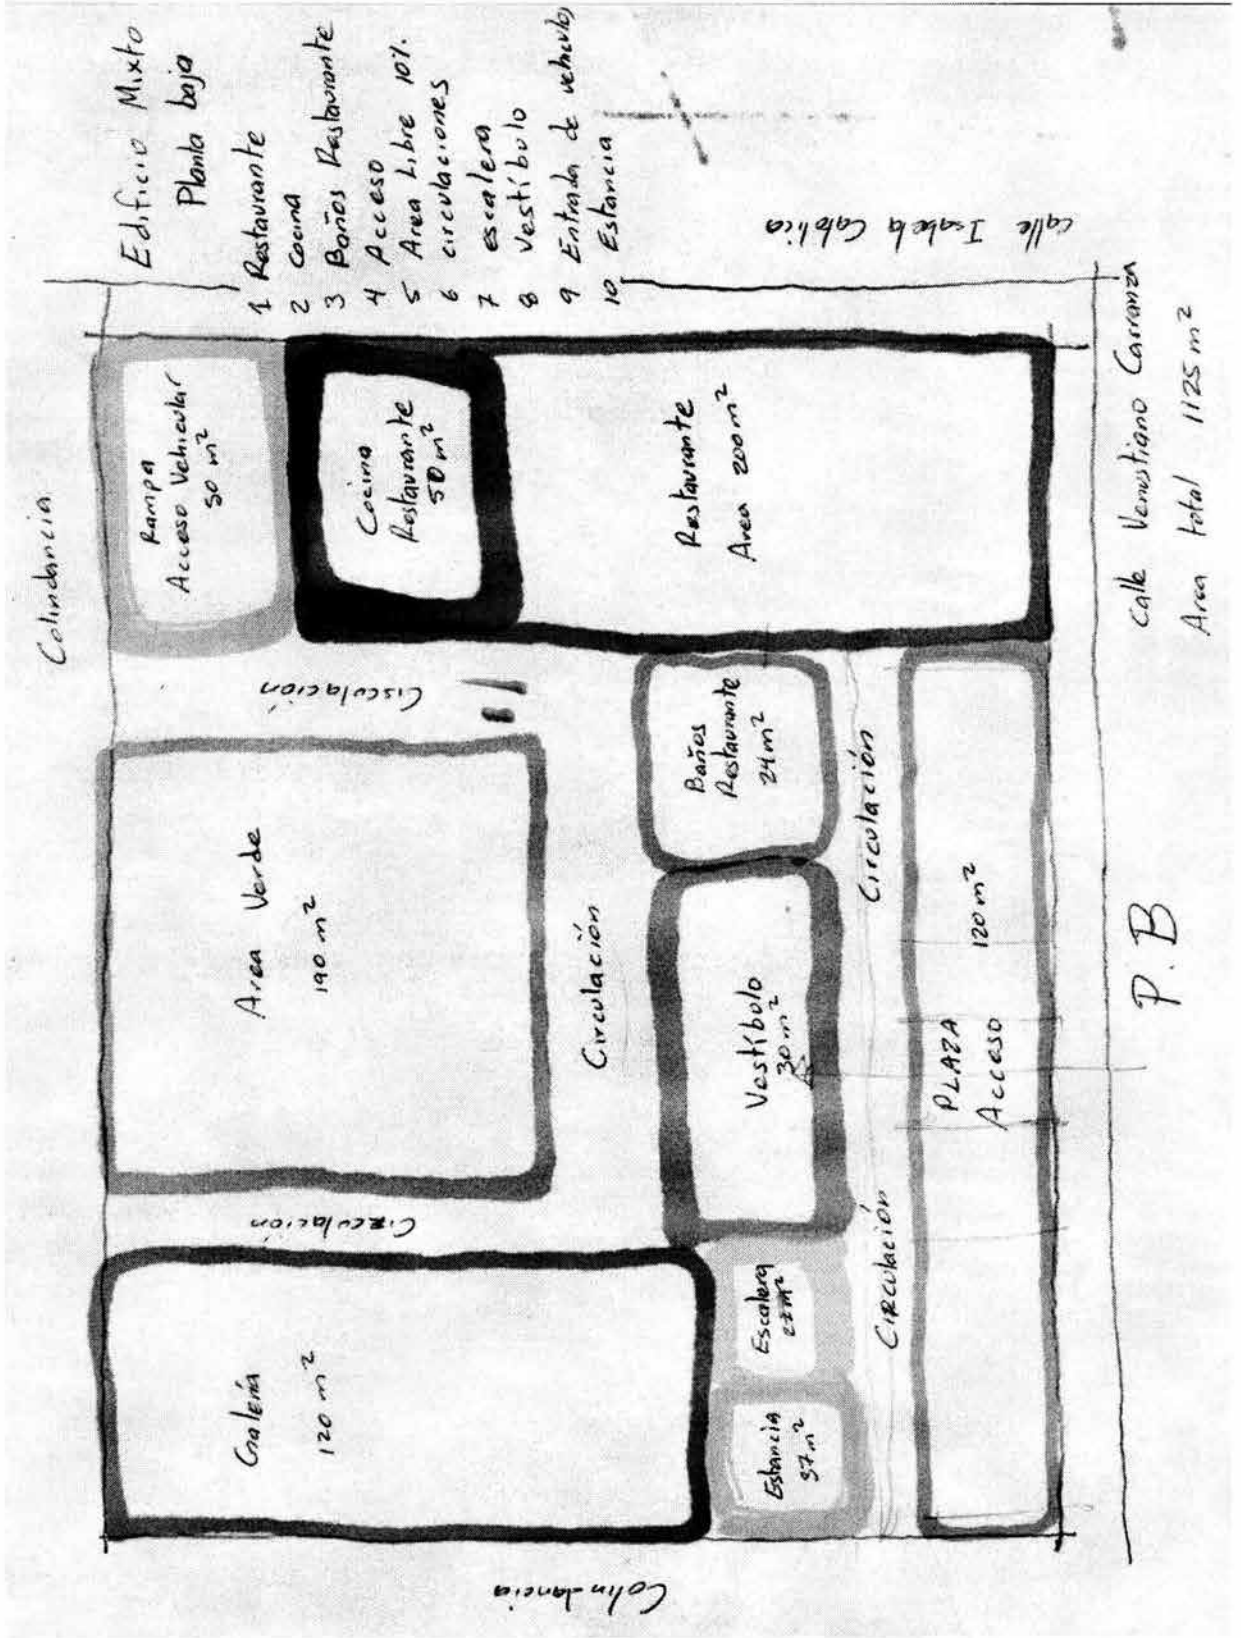 Edificio Mixto
Planta baja
1 Restaurante
2 Cocina
3 Baños Restaurante
4 Acceso
5 Area Libre 10%.
6 circulaciones
7 escalera
8 vestíbulo
9 Entrada de vehiculos
10 Estancia
Colindancia
Rampa
Acceso Vehicular
50 m²
Cocina
Restaurante
50 m²
Restaurante
Area 200 m²
calle Isabela Catolica
Cisculación
Area Verde
190 m²
Circulación
Baños
Restaurante
24 m²
Vestíbulo
30 m²
Circulación
Circulación
Galería
120 m²
Escalera
Estancia
37 m²
CIRCulación
PLAZA
Acceso
120 m²
Colindancia
Calle Venustiano Carranza
Area total 1125 m²
P. B